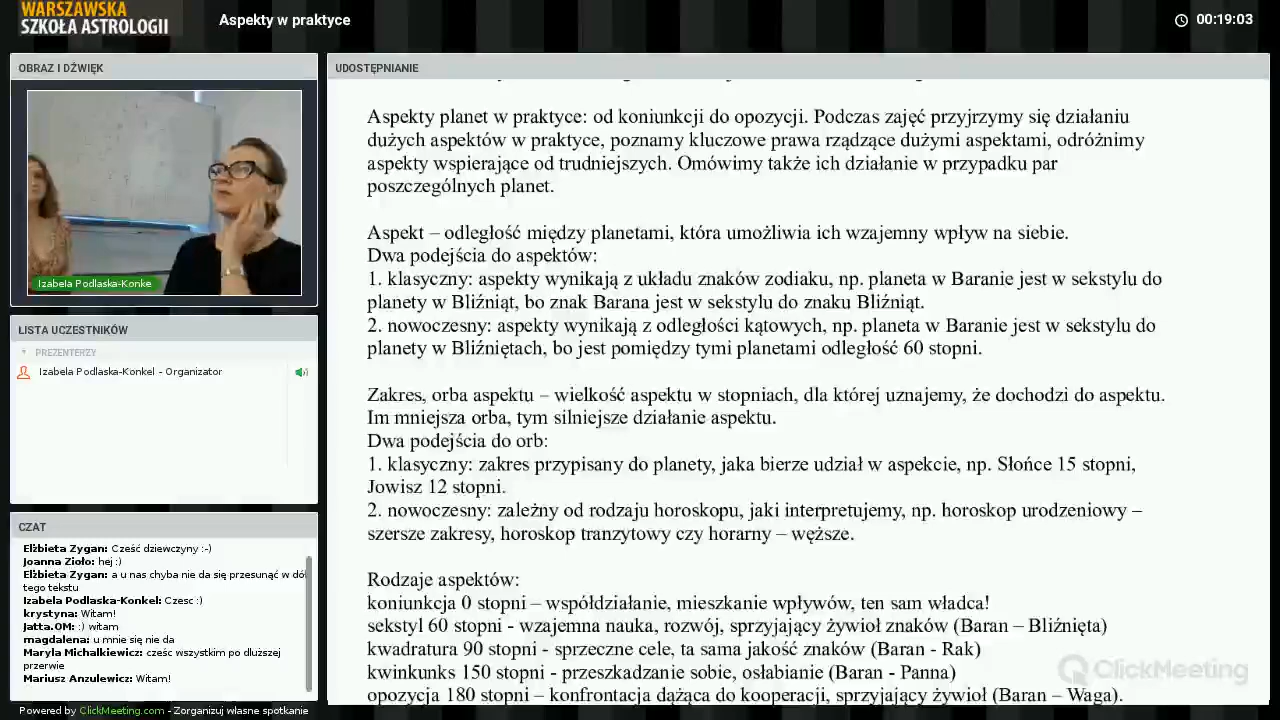 WARSZAWSKA
SZKOŁA ASTROLOGII
Aspekty w praktyce
00:19:03
OBRAZ I DŹWIĘK
Izabela Podlaska-Konke
LISTA UCZESTNIKÓW
PREZENTERZY
Izabela Podlaska-Konkel - Organizator
CZAT
Elżbieta Zygan: Cześć dziewczyny :-)
Joanna Zioło: hej :)
Elżbieta Zygan: a u nas chyba nie da się przesunąć w dół
tego tekstu
Izabela Podlaska-Konkel: Czesc :)
krystyna: Witam!
Jatta.OM: :) witam
magdalena: u mnie się nie da
Maryla Michalkiewicz: cześc wszystkim po dluższej
przerwie
Mariusz Anzulewicz: Witam!
Powered by ClickMeeting.com - Zorganizuj własne spotkanie
UDOSTĘPNIANIE
Aspekty planet w praktyce: od koniunkcji do opozycji. Podczas zajęć przyjrzymy się działaniu
dużych aspektów w praktyce, poznamy kluczowe prawa rządzące dużymi aspektami, odróżnimy
aspekty wspierające od trudniejszych. Omówimy także ich działanie w przypadku par
poszczególnych planet.
Aspekt – odległość między planetami, która umożliwia ich wzajemny wpływ na siebie.
Dwa podejścia do aspektów:
1. klasyczny: aspekty wynikają z układu znaków zodiaku, np. planeta w Baranie jest w sekstylu do
planety w Bliźniąt, bo znak Barana jest w sekstylu do znaku Bliźniąt.
2. nowoczesny: aspekty wynikają z odległości kątowych, np. planeta w Baranie jest w sekstylu do
planety w Bliźniętach, bo jest pomiędzy tymi planetami odległość 60 stopni.
Zakres, orba aspektu – wielkość aspektu w stopniach, dla której uznajemy, że dochodzi do aspektu.
Im mniejsza orba, tym silniejsze działanie aspektu.
Dwa podejścia do orb:
1. klasyczny: zakres przypisany do planety, jaka bierze udział w aspekcie, np. Słońce 15 stopni,
Jowisz 12 stopni.
2. nowoczesny: zależny od rodzaju horoskopu, jaki interpretujemy, np. horoskop urodzeniowy –
szersze zakresy, horoskop tranzytowy czy horarny – węższe.
Rodzaje aspektów:
koniunkcja 0 stopni – współdziałanie, mieszkanie wpływów, ten sam władca!
sekstyl 60 stopni - wzajemna nauka, rozwój, sprzyjający żywioł znaków (Baran – Bliźnięta)
kwadratura 90 stopni - sprzeczne cele, ta sama jakość znaków (Baran - Rak)
kwinkunks 150 stopni - przeszkadzanie sobie, osłabianie (Baran - Panna)
opozycja 180 stopni – konfrontacja dążąca do kooperacji, sprzyjający żywioł (Baran – Waga).
ClickMeeting